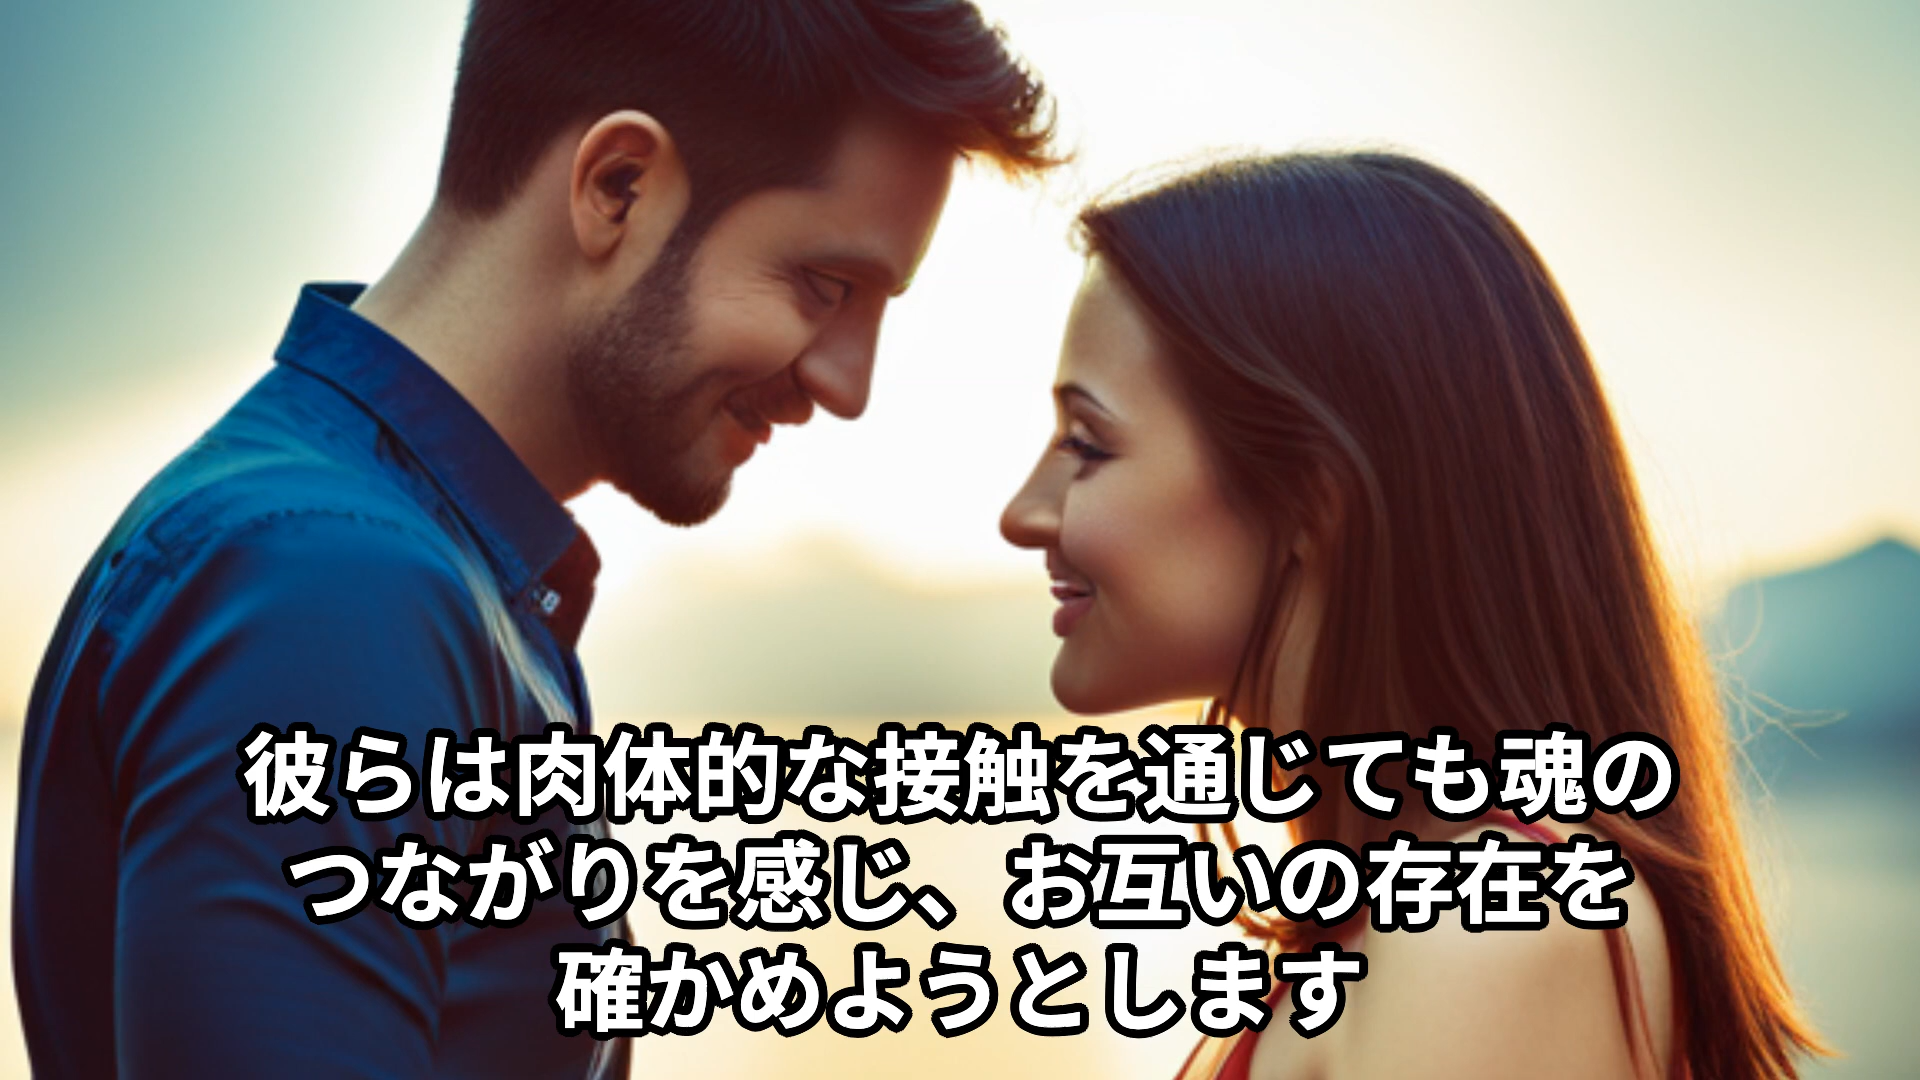 彼らは肉体的な接触を通じても魂の
つながりを感じ、お互いの存在を
確かめようとします